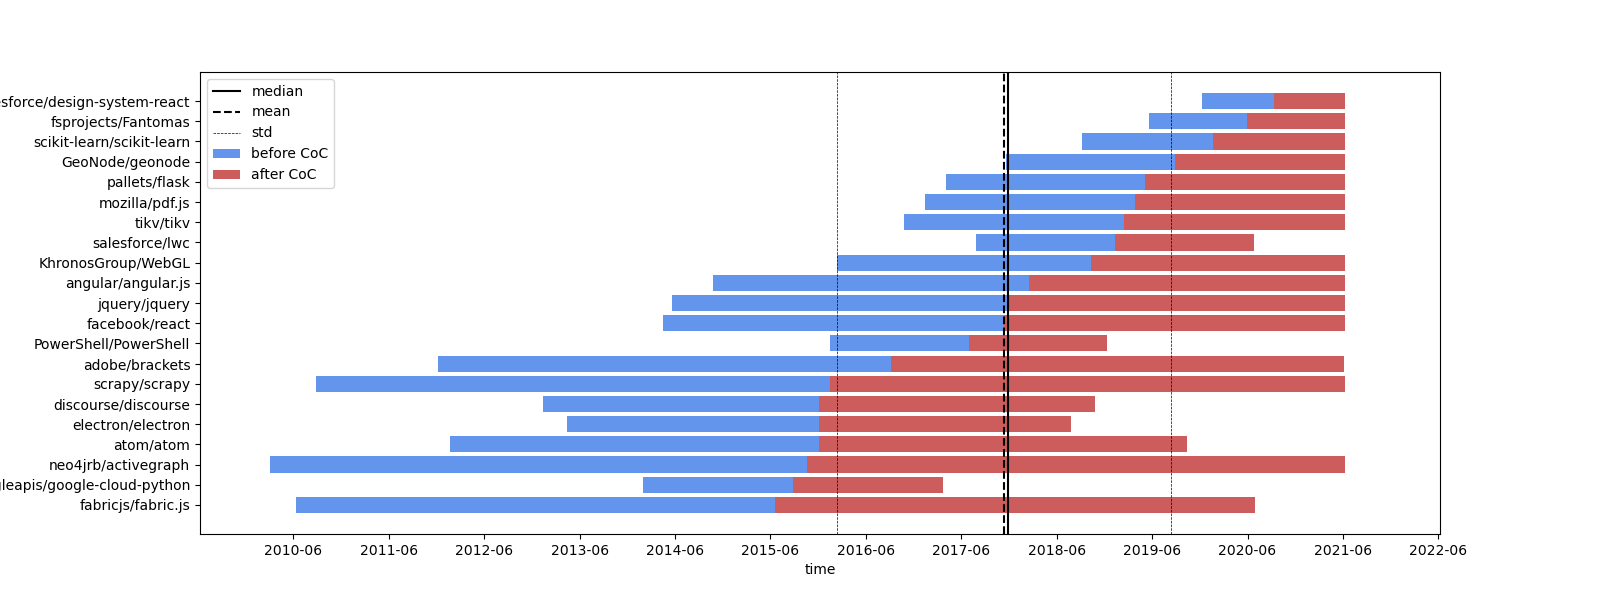 median
mean
std
before CoC
after CoC
sforce/design-system-react
fsprojects/Fantomas
scikit-learn/scikit-learn
GeoNode/geonode
pallets/flask
mozilla/pdf.js
tikv/tikv
salesforce/lwc
KhronosGroup/WebGL
angular/angular.js
jquery/jquery
facebook/react
PowerShell/PowerShell
adobe/brackets
scrapy/scrapy
discourse/discourse
electron/electron
atom/atom
neo4jrb/activegraph
leapis/google-cloud-python
fabricjs/fabric.js
2010-06 2011-06 2012-06 2013-06 2014-06 2015-06 2016-06 2017-06 2018-06 2019-06 2020-06 2021-06 2022-06
time